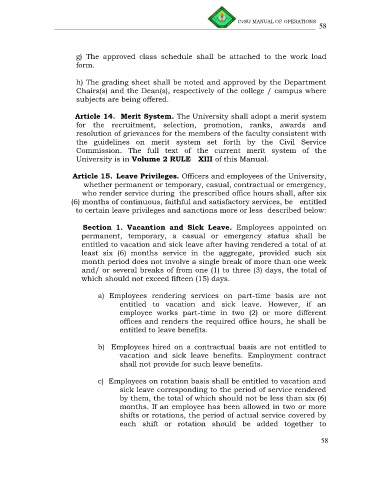 CvSU MANUAL OF OPERATIONS
58
g) The approved class schedule shall be attached to the work load
form.
h) The grading sheet shall be noted and approved by the Department
Chairs(s) and the Dean(s), respectively of the college / campus where
subjects are being offered.
Article 14. Merit System. The University shall adopt a merit system
for the recruitment, selection, promotion, ranks, awards and
resolution of grievances for the members of the faculty consistent with
the guidelines on merit system set forth by the Civil Service
Commission. The full text of the current merit system of the
University is in Volume 2 RULE XIII of this Manual.
Article 15. Leave Privileges. Officers and employees of the University,
whether permanent or temporary, casual, contractual or emergency,
who render service during the prescribed office hours shall, after six
(6) months of continuous, faithful and satisfactory services, be entitled
to certain leave privileges and sanctions more or less described below:
Section 1. Vacantion and Sick Leave. Employees appointed on
permanent, temporary, a casual or emergency status shall be
entitled to vacation and sick leave after having rendered a total of at
least six (6) months service in the aggregate, provided such six
month period does not involve a single break of more than one week
and/ or several breaks of from one (1) to three (3) days, the total of
which should not exceed fifteen (15) days.
a) Employees rendering services on part-time basis are not
entitled to vacation and sick leave. However, if an
employee works part-time in two (2) or more different
offices and renders the required office hours, he shall be
entitled to leave benefits.
b) Employees hired on a contractual basis are not entitled to
vacation and sick leave benefits. Employment contract
shall not provide for such leave benefits.
c) Employees on rotation basis shall be entitled to vacation and
sick leave corresponding to the period of service rendered
by them, the total of which should not be less than six (6)
months. If an employee has been allowed in two or more
shifts or rotations, the period of actual service covered by
each shift or rotation should be added together to
58